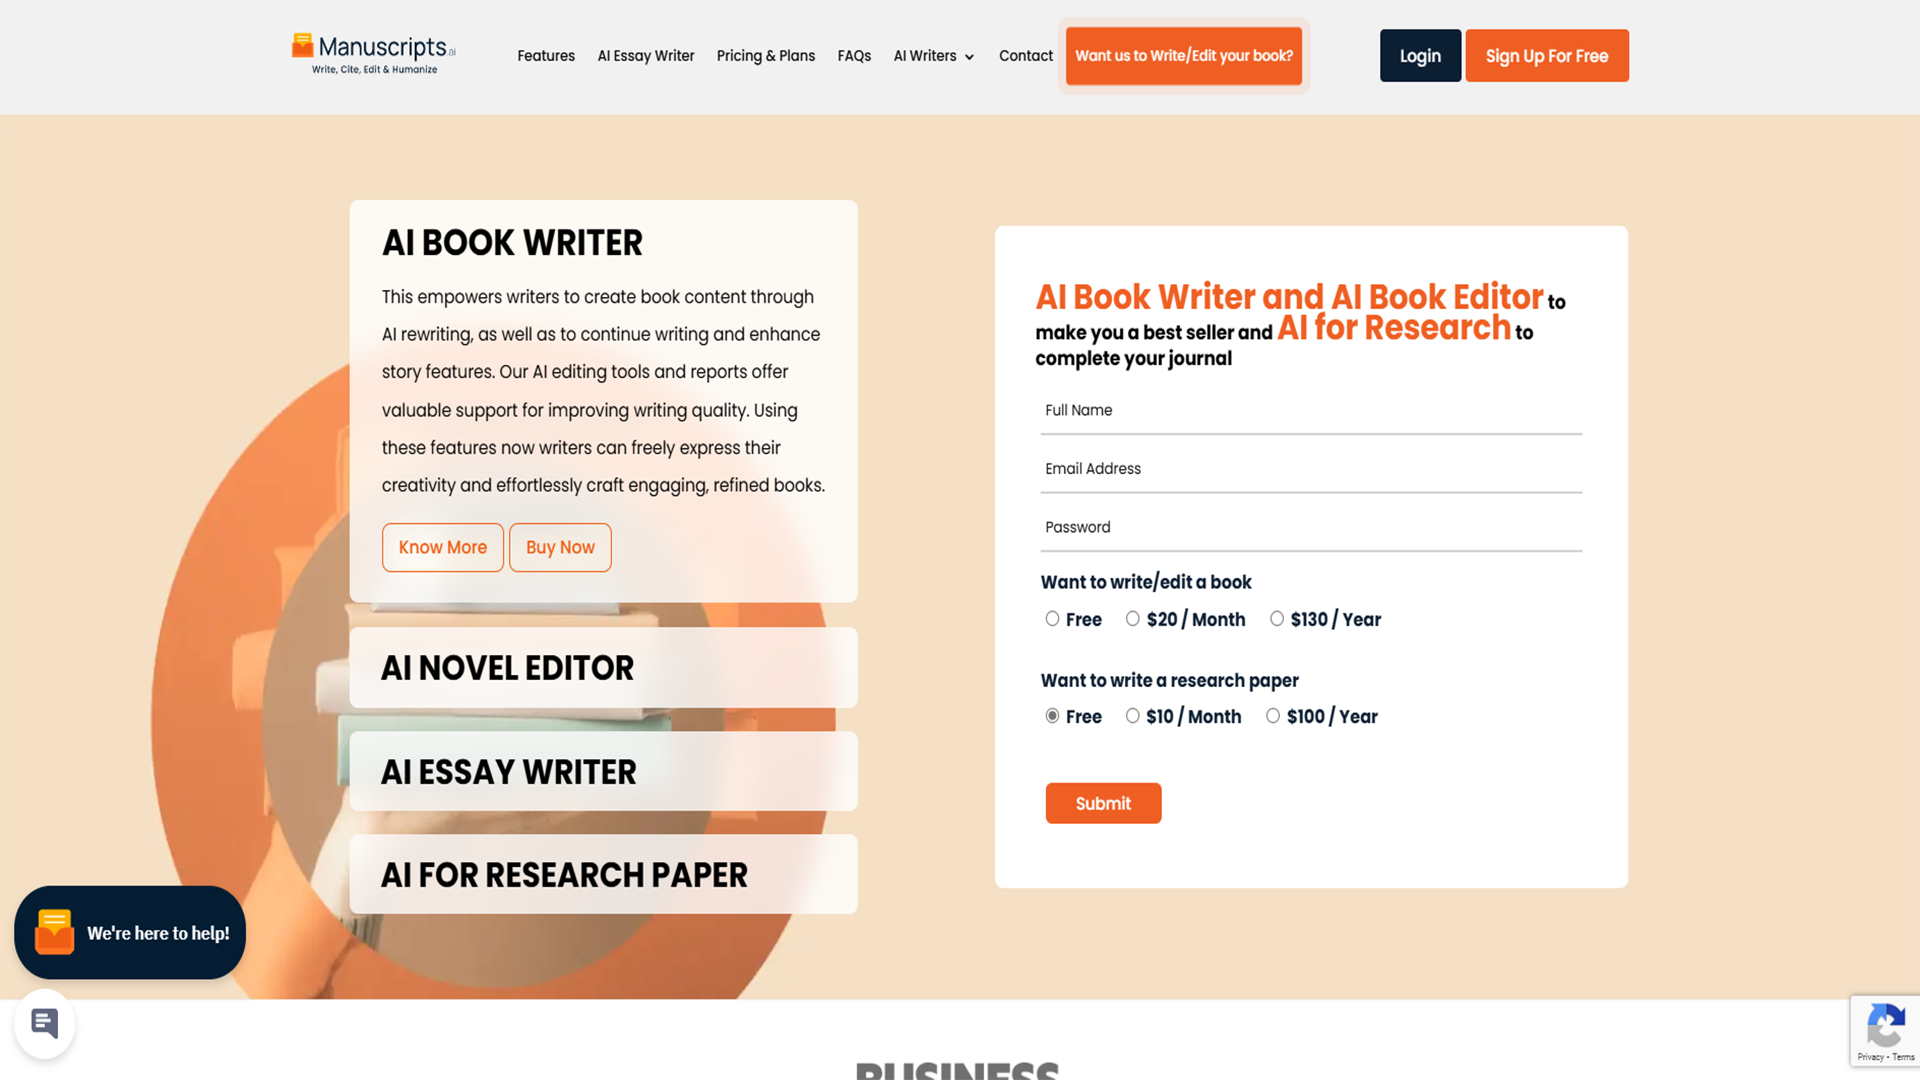 Manuscripts.ai
Write, Cite, Edit & Humanize
Features
AI Essay Writer
Pricing & Plans
FAQs
AI Writers
Contact
Want us to Write/Edit your book?
Login
Sign Up For Free
AI BOOK WRITER
This empowers writers to create book content through
AI rewriting, as well as to continue writing and enhance
story features. Our AI editing tools and reports offer
valuable support for improving writing quality. Using
these features now writers can freely express their
creativity and effortlessly craft engaging, refined books.
Know More
Buy Now
AI NOVEL EDITOR
AI ESSAY WRITER
AI FOR RESEARCH PAPER
AI Book Writer and AI Book Editor to
make you a best seller and AI for Research to
complete your journal
Full Name
Email Address
Password
Want to write/edit a book
Free
$20 / Month
$130 / Year
Want to write a research paper
Free
$10 / Month
$100 / Year
Submit
We're here to help!
Privacy - Terms
BUSINESS